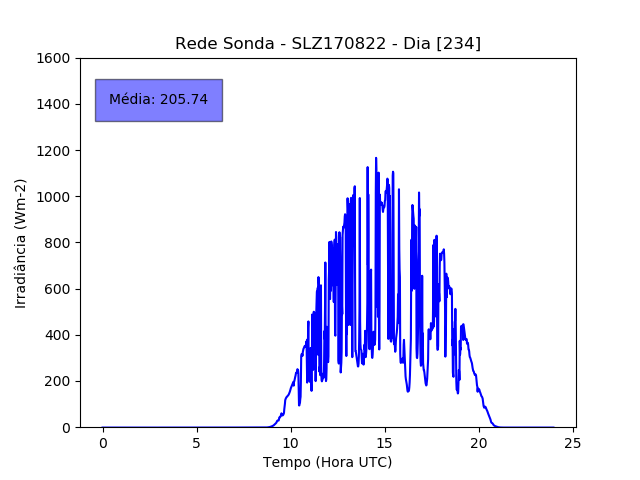 Rede Sonda - SLZ170822 - Dia [234]
1600
1400
1200
1000
800
600
400
200
0
Média: 205.74
Irradiância (Wm-2)
0 5 10 15 20 25
Tempo (Hora UTC)